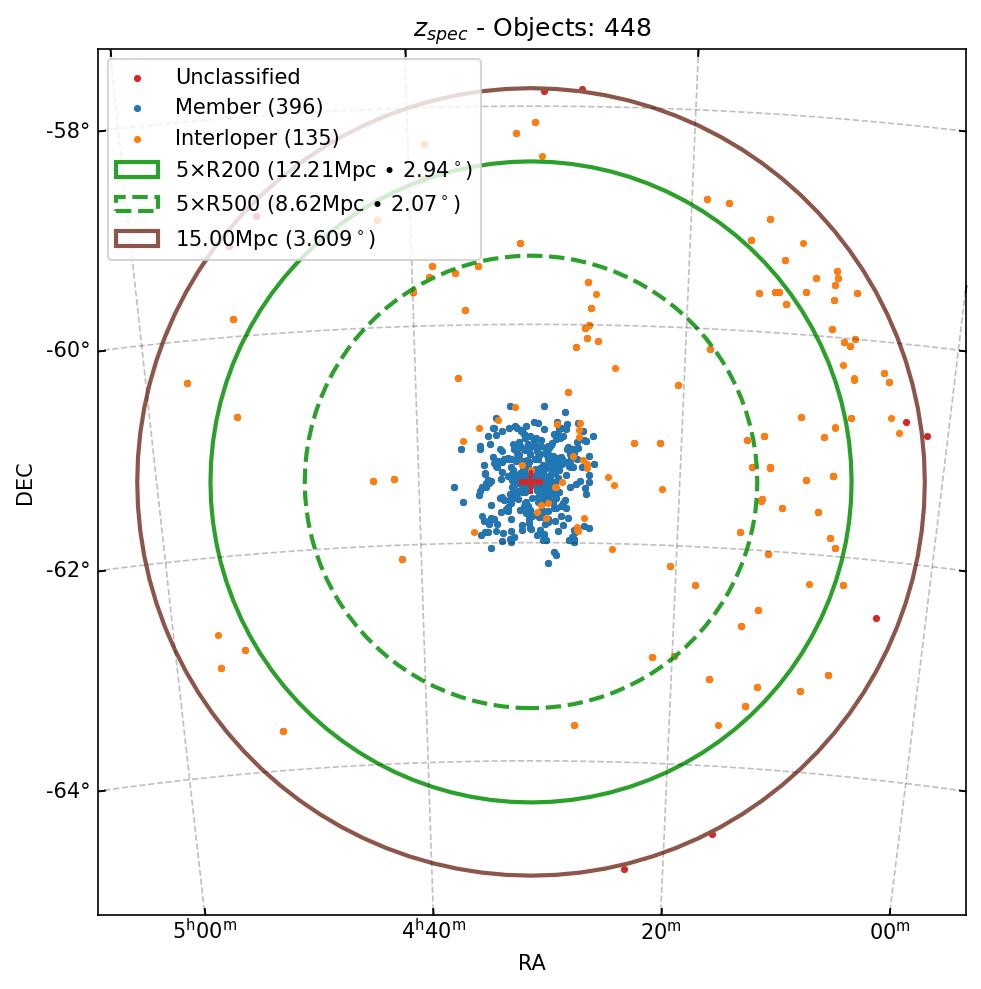 z_spec - Objects: 448
Unclassified
Member (396)
Interloper (135)
5×R200 (12.21Mpc • 2.94°)
5×R500 (8.62Mpc • 2.07°)
15.00Mpc (3.609°)
-58°
-60°
-62°
-64°
DEC
5ʰ00ᵐ
4ʰ40ᵐ
20ᵐ
00ᵐ
RA